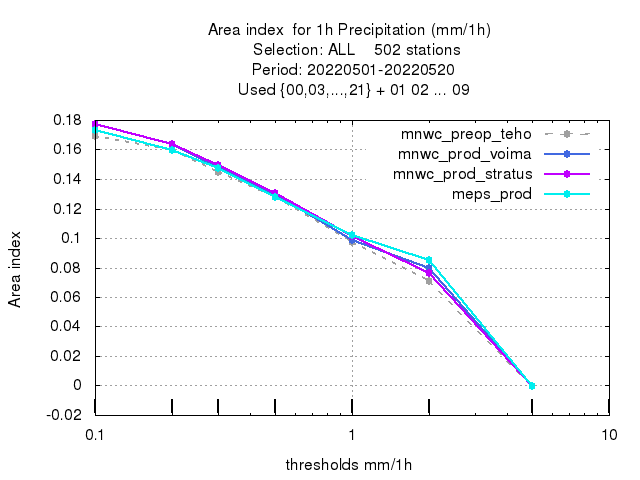 Area index  for 1h Precipitation (mm/1h)
Selection: ALL    502 stations
Period: 20220501-20220520
Used {00,03,...,21} + 01 02 ... 09
mnwc_preop_teho
mnwc_prod_voima
mnwc_prod_stratus
meps_prod
Area index
0.18
0.16
0.14
0.12
0.1
0.08
0.06
0.04
0.02
0
-0.02
0.1
1
10
thresholds mm/1h